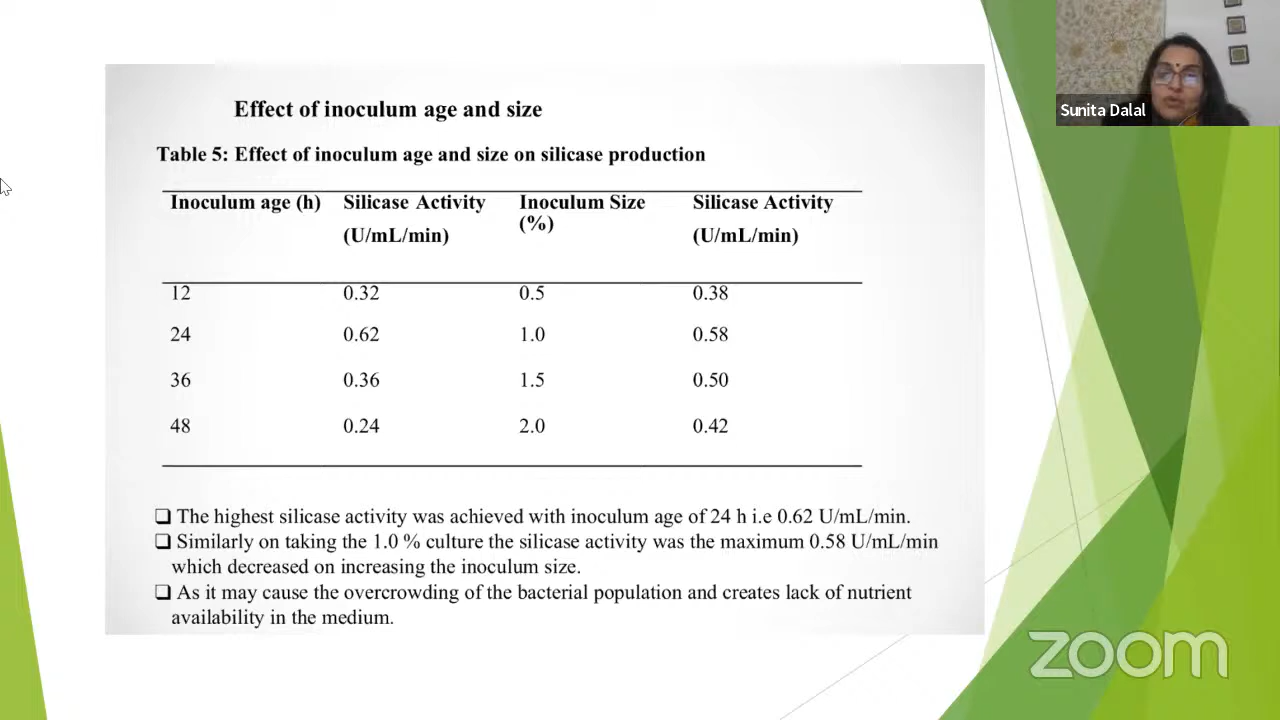 Sunita Dalal
Effect of inoculum age and size
Table 5: Effect of inoculum age and size on silicase production
Inoculum age (h) Silicase Activity (U/mL/min) Inoculum Size (%) Silicase Activity (U/mL/min)
12 0.32 0.5 0.38
24 0.62 1.0 0.58
36 0.36 1.5 0.50
48 0.24 2.0 0.42
❑ The highest silicase activity was achieved with inoculum age of 24 h i.e 0.62 U/mL/min.
❑ Similarly on taking the 1.0 % culture the silicase activity was the maximum 0.58 U/mL/min
which decreased on increasing the inoculum size.
❑ As it may cause the overcrowding of the bacterial population and creates lack of nutrient
availability in the medium.
zoom